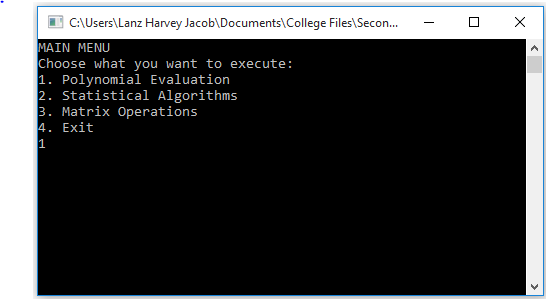 C:\Users\Lanz Harvey Jacob\Documents\College Files\Secon...
MAIN MENU
Choose what you want to execute:
1. Polynomial Evaluation
2. Statistical Algorithms
3. Matrix Operations
4. Exit
1